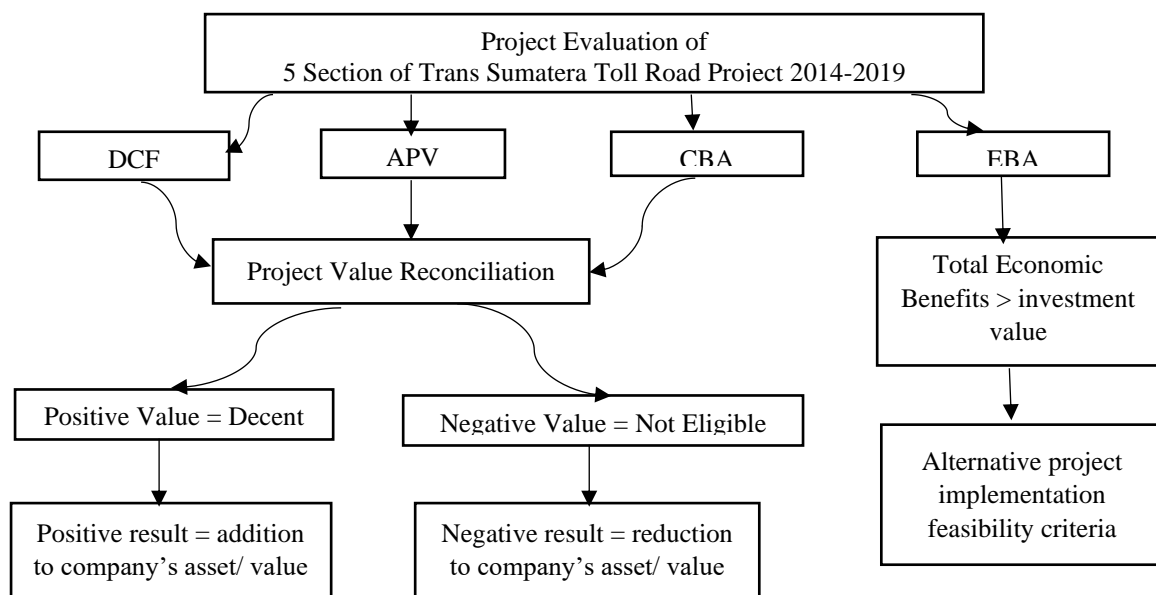 Project Evaluation of
5 Section of Trans Sumatera Toll Road Project 2014-2019
DCF
APV
CBA
EBA
Project Value Reconciliation
Total Economic
Benefits > investment
value
Positive Value = Decent
Negative Value = Not Eligible
Alternative project
implementation
feasibility criteria
Positive result = addition
to company’s asset/ value
Negative result = reduction
to company’s asset/ value